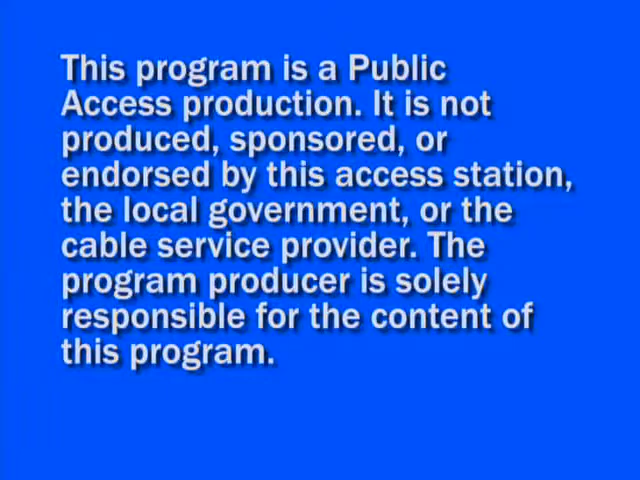 This program is a Public
Access production. It is not
produced, sponsored, or
endorsed by this access station,
the local government, or the
cable service provider. The
program producer is solely
responsible for the content of
this program.